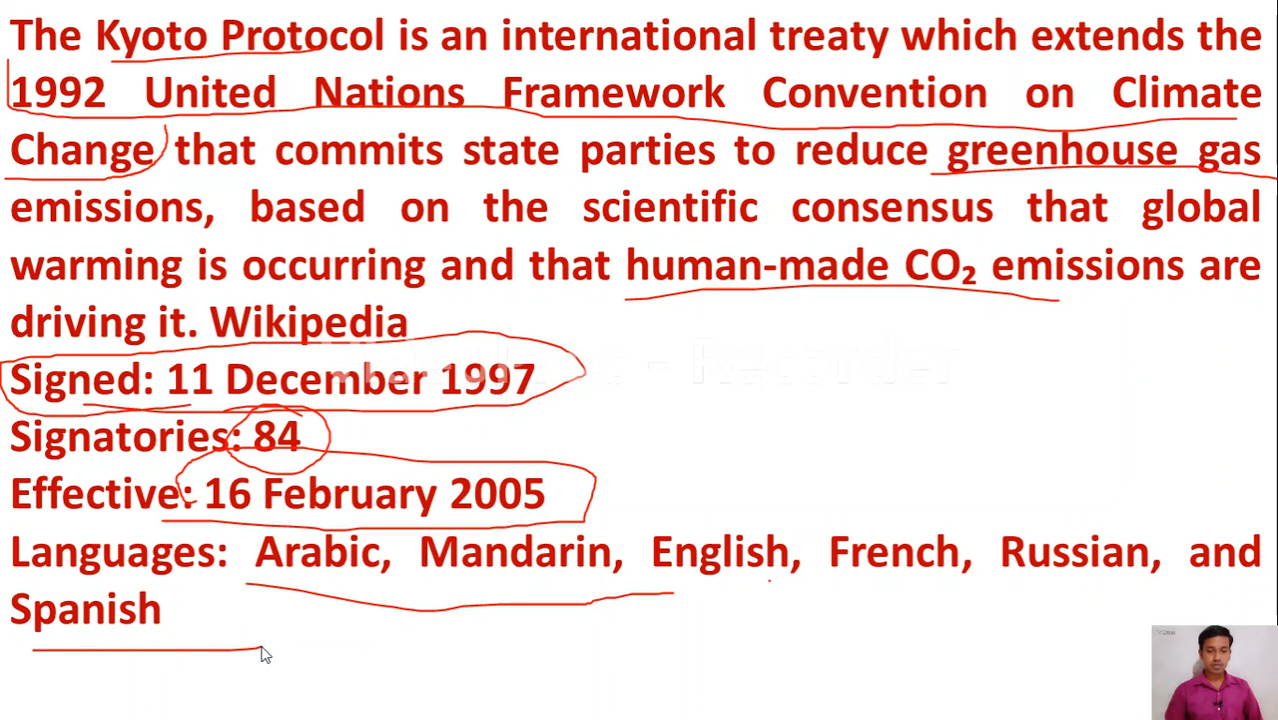 The Kyoto Protocol is an international treaty which extends the
1992 United Nations Framework Convention on Climate
Change that commits state parties to reduce greenhouse gas
emissions, based on the scientific consensus that global
warming is occurring and that human-made CO₂ emissions are
driving it. Wikipedia
Signed: 11 December 1997
Signatories: 84
Effective: 16 February 2005
Languages: Arabic, Mandarin, English, French, Russian, and
Spanish